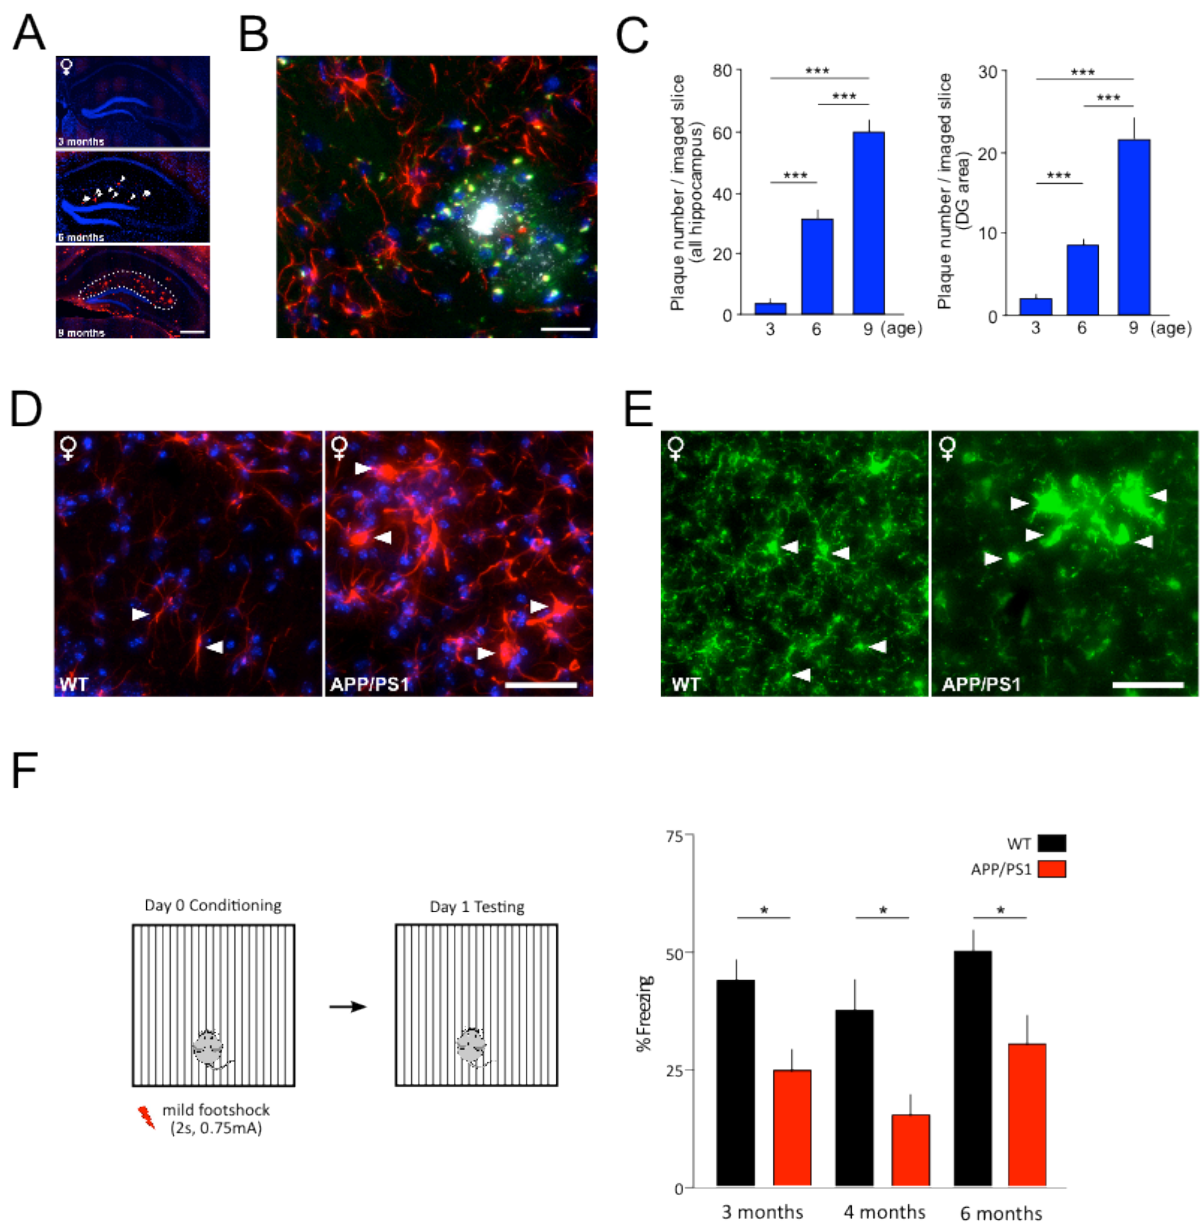 A
B
C
♀
3 months
6 months
9 months
Plaque number / imaged slice
(all hippocampus)
80
60
40
20
0
***
***
***
3 6 9 (age)
Plaque number / imaged slice
(DG area)
30
20
10
0
***
***
***
3 6 9 (age)
D
E
♀
WT
♀
APP/PS1
♀
WT
♀
APP/PS1
F
Day 0 Conditioning
Day 1 Testing
mild footshock
(2s, 0.75mA)
%Freezing
75
50
25
0
WT
APP/PS1
*
*
*
3 months
4 months
6 months